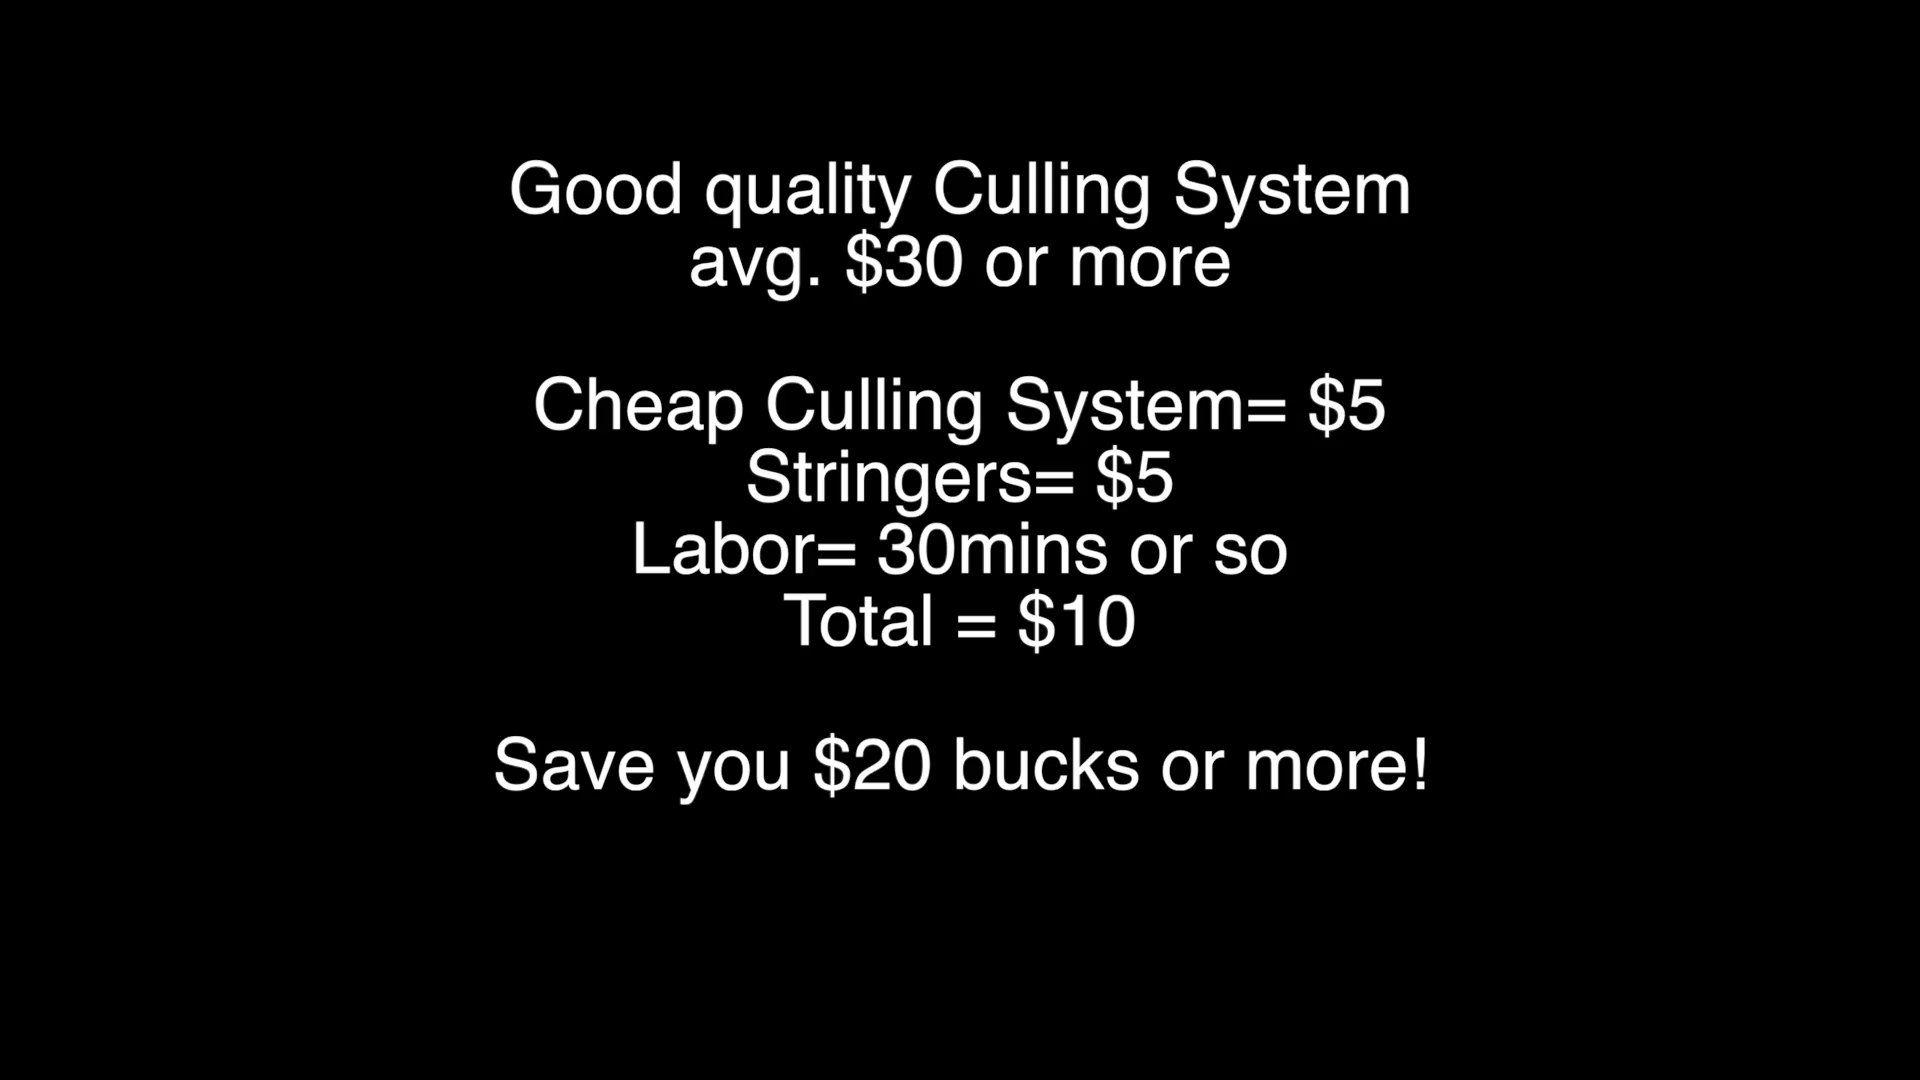 Good quality Culling System
avg. $30 or more
Cheap Culling System= $5
Stringers= $5
Labor= 30mins or so
Total = $10
Save you $20 bucks or more!